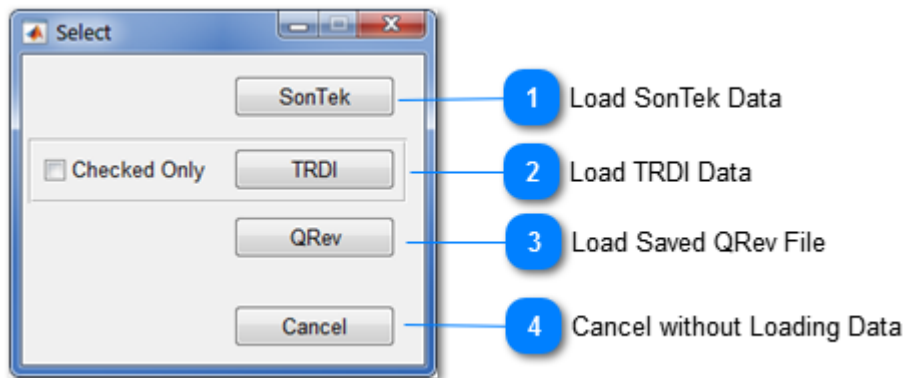 Select
SonTek
1 Load SonTek Data
Checked Only TRDI
2 Load TRDI Data
QRev
3 Load Saved QRev File
Cancel
4 Cancel without Loading Data